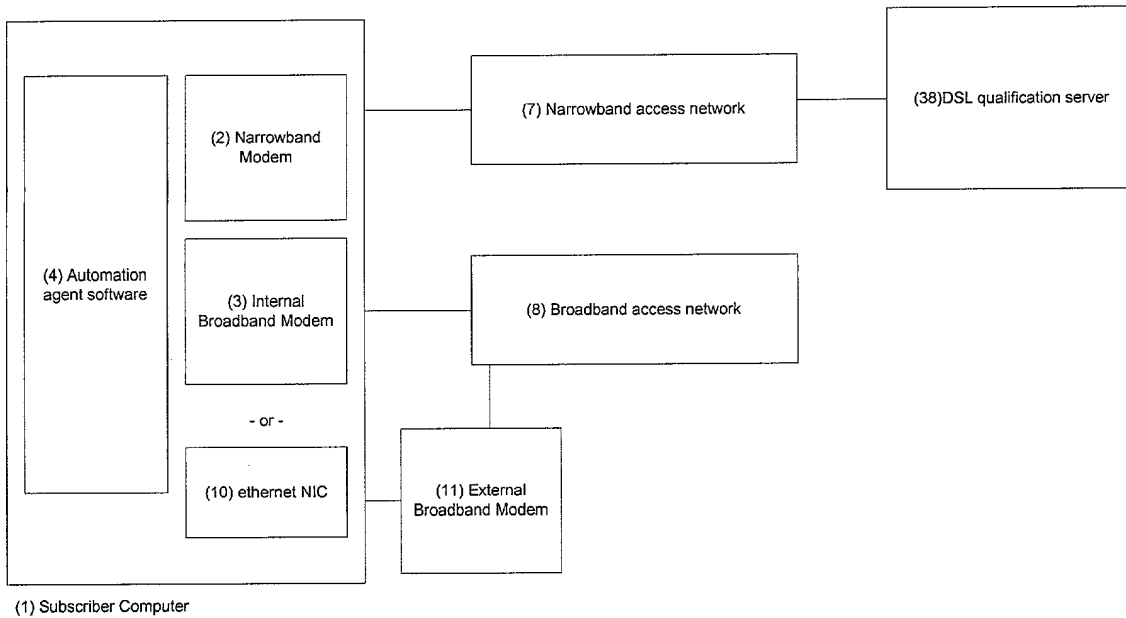 (38)DSL qualification server
(7) Narrowband access network
(2) Narrowband
Modem
(4) Automation
agent software
(3) Internal
Broadband Modem
(8) Broadband access network
- or -
(10) ethernet NIC
(11) External
Broadband Modem
(1) Subscriber Computer